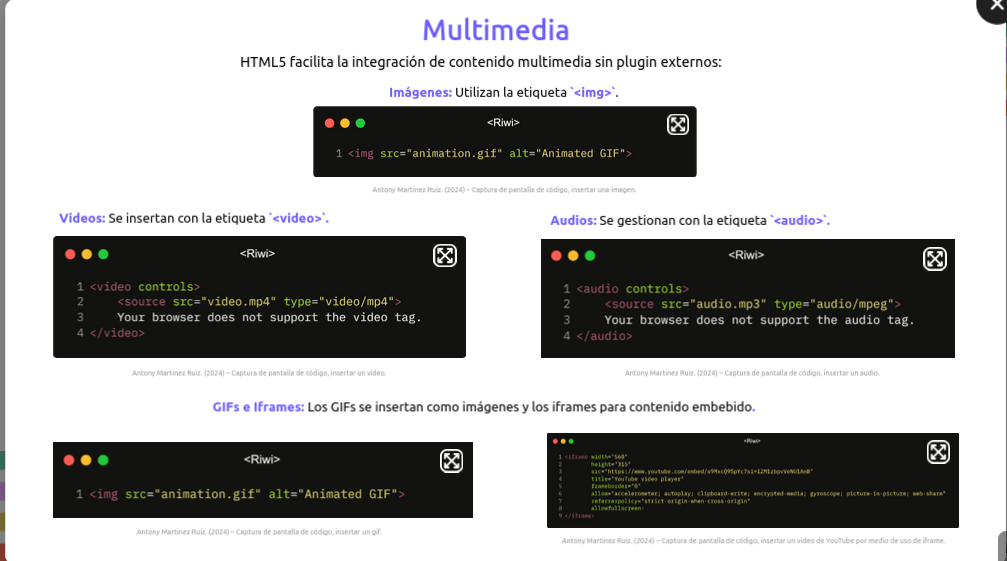 Multimedia
HTML5 facilita la integración de contenido multimedia sin plugin externos:
Imágenes: Utilizan la etiqueta `<img>`.
<Riwi>
1 <img src="animation.gif" alt="Animated GIF">
Antony Martinez Ruiz. (2024) – Captura de pantalla de código, insertar una imagen.
Videos: Se insertan con la etiqueta `<video>`.
<Riwi>
1 <video controls>
2 <source src="video.mp4" type="video/mp4">
3 Your browser does not support the video tag.
4 </video>
Antony Martinez Ruiz. (2024) – Captura de pantalla de código, insertar un video.
Audios: Se gestionan con la etiqueta `<audio>`.
<Riwi>
1 <audio controls>
2 <source src="audio.mp3" type="audio/mpeg">
3 Your browser does not support the audio tag.
4 </audio>
Antony Martinez Ruiz. (2024) – Captura de pantalla de código, insertar un audio.
GIFs e Iframes: Los GIFs se insertan como imágenes y los iframes para contenido embebido.
<Riwi>
1 <img src="animation.gif" alt="Animated GIF">
Antony Martinez Ruiz. (2024) – Captura de pantalla de código, insertar un gif.
<Riwi>
1 <iframe width="560"
2 height="315"
3
4 title="YouTube video player"
5 frameborder="0"
6 allow="accelerometer; autoplay; clipboard-write; encrypted-media; gyroscope; picture-in-picture; web-share"
7 referrerpolicy="strict-origin-when-cross-origin"
8 allowfullscreen>
9 </iframe>
Antony Martinez Ruiz. (2024) – Captura de pantalla de código, insertar un video de YouTube por medio de uso de iframe.